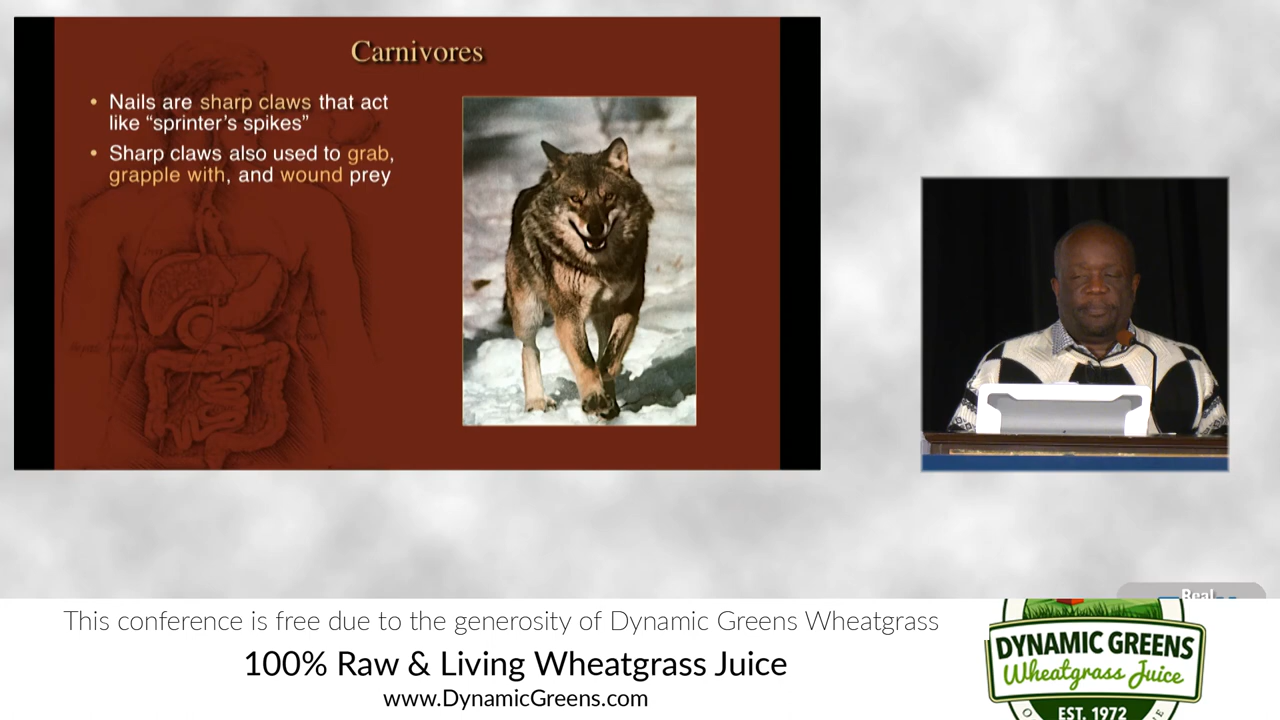 Carnivores
• Nails are sharp claws that act
like “sprinter’s spikes”
• Sharp claws also used to grab,
grapple with, and wound prey
Real
This conference is free due to the generosity of Dynamic Greens Wheatgrass
100% Raw & Living Wheatgrass Juice
www.DynamicGreens.com
DYNAMIC GREENS
Wheatgrass Juice
EST. 1972